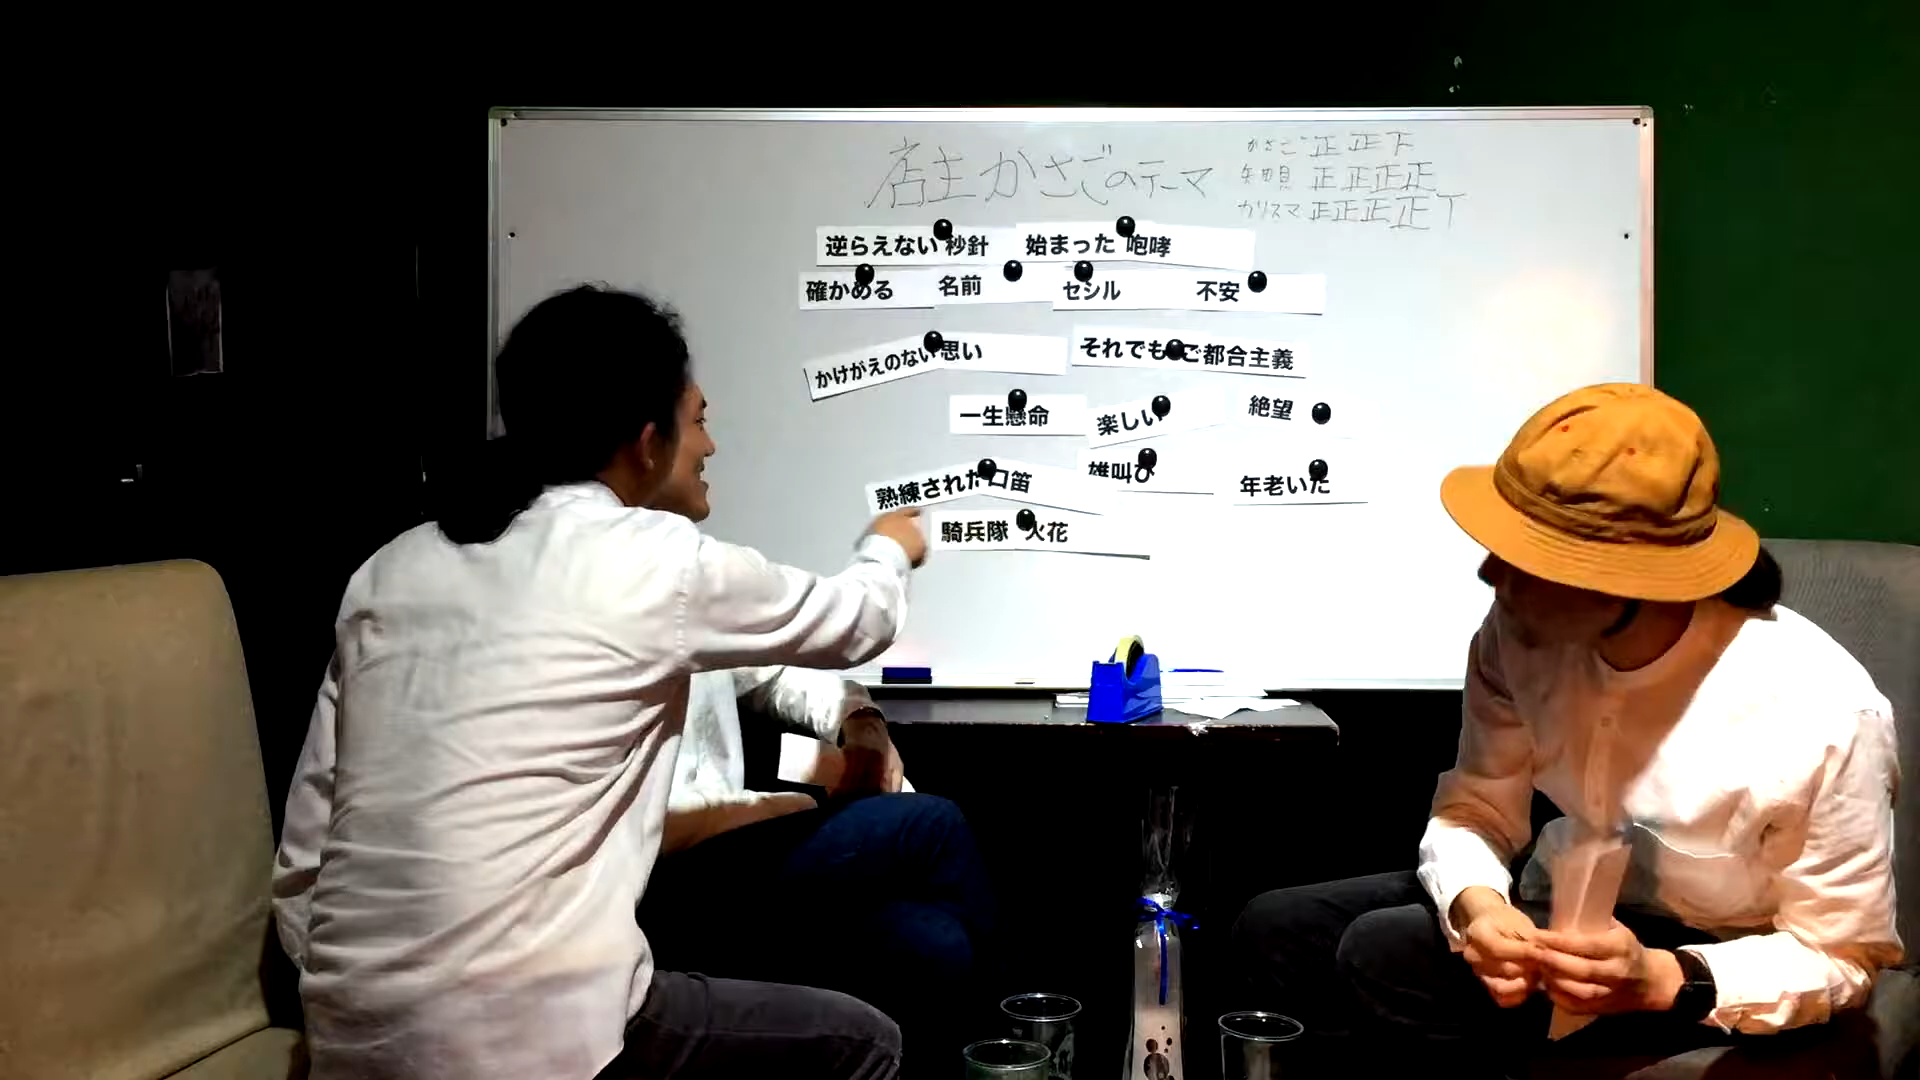 店主かさごのテーマ
かさご 正正下
矢田貝 正正正正
カリスマ 正正正正丅
逆らえない 秒針 始まった 咆哮
確かめる 名前 セシル 不安
かけがえのない 思い それでも ご都合主義
一生懸命 楽しい 絶望
熟練された 口笛 雄叫び 年老いた
騎兵隊 火花